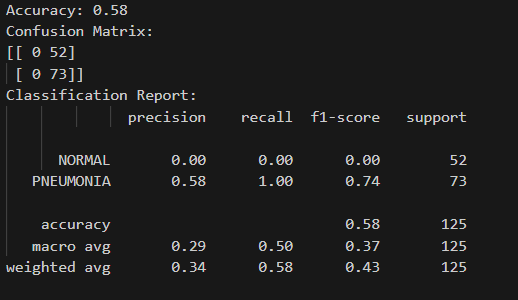 Accuracy: 0.58
Confusion Matrix:
[[ 0 52]
 [ 0 73]]
Classification Report:
              precision    recall  f1-score   support

      NORMAL       0.00      0.00      0.00        52
   PNEUMONIA       0.58      1.00      0.74        73

    accuracy                           0.58       125
   macro avg       0.29      0.50      0.37       125
weighted avg       0.34      0.58      0.43       125